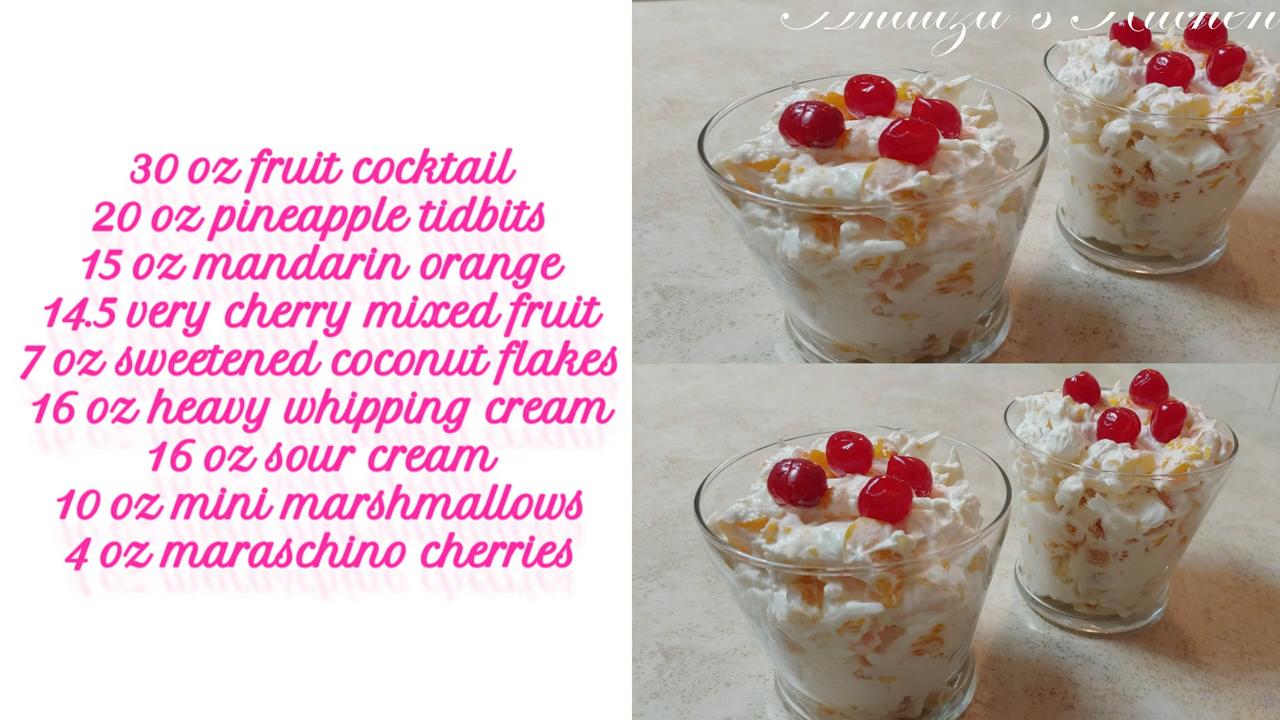 30 oz fruit cocktail
20 oz pineapple tidbits
15 oz mandarin orange
14.5 very cherry mixed fruit
7 oz sweetened coconut flakes
16 oz heavy whipping cream
16 oz sour cream
10 oz mini marshmallows
4 oz maraschino cherries